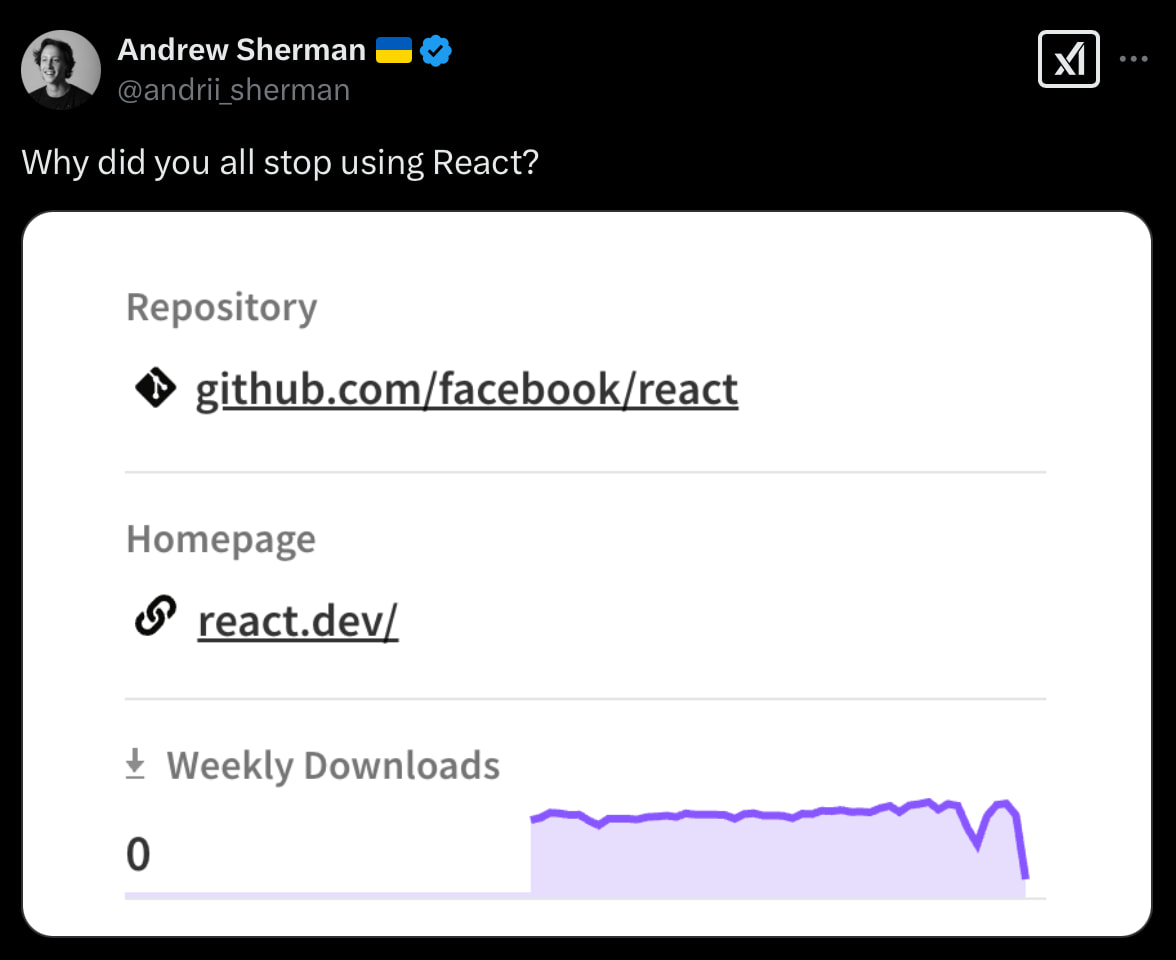 Andrew Sherman
@andrii_sherman
Why did you all stop using React?
Repository
github.com/facebook/react
Homepage
react.dev/
Weekly Downloads
0